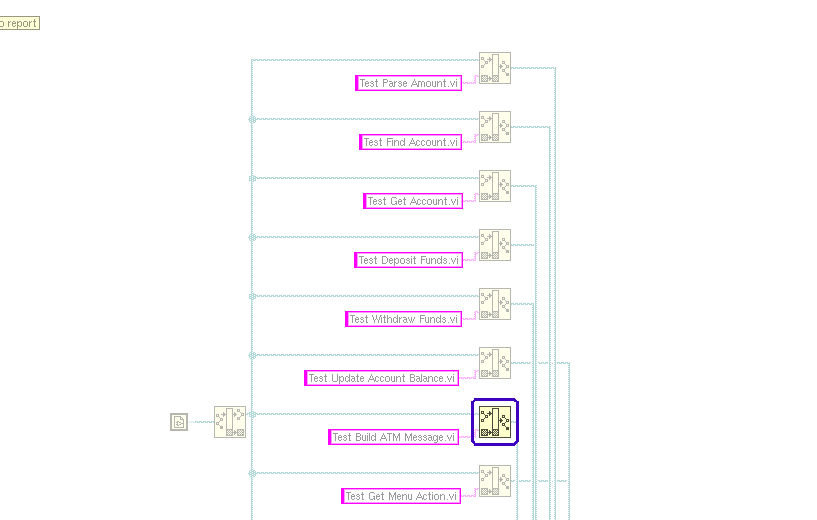 o report
Test Parse Amount.vi
Test Find Account.vi
Test Get Account.vi
Test Deposit Funds.vi
Test Withdraw Funds.vi
Test Update Account Balance.vi
Test Build ATM Message.vi
Test Get Menu Action.vi